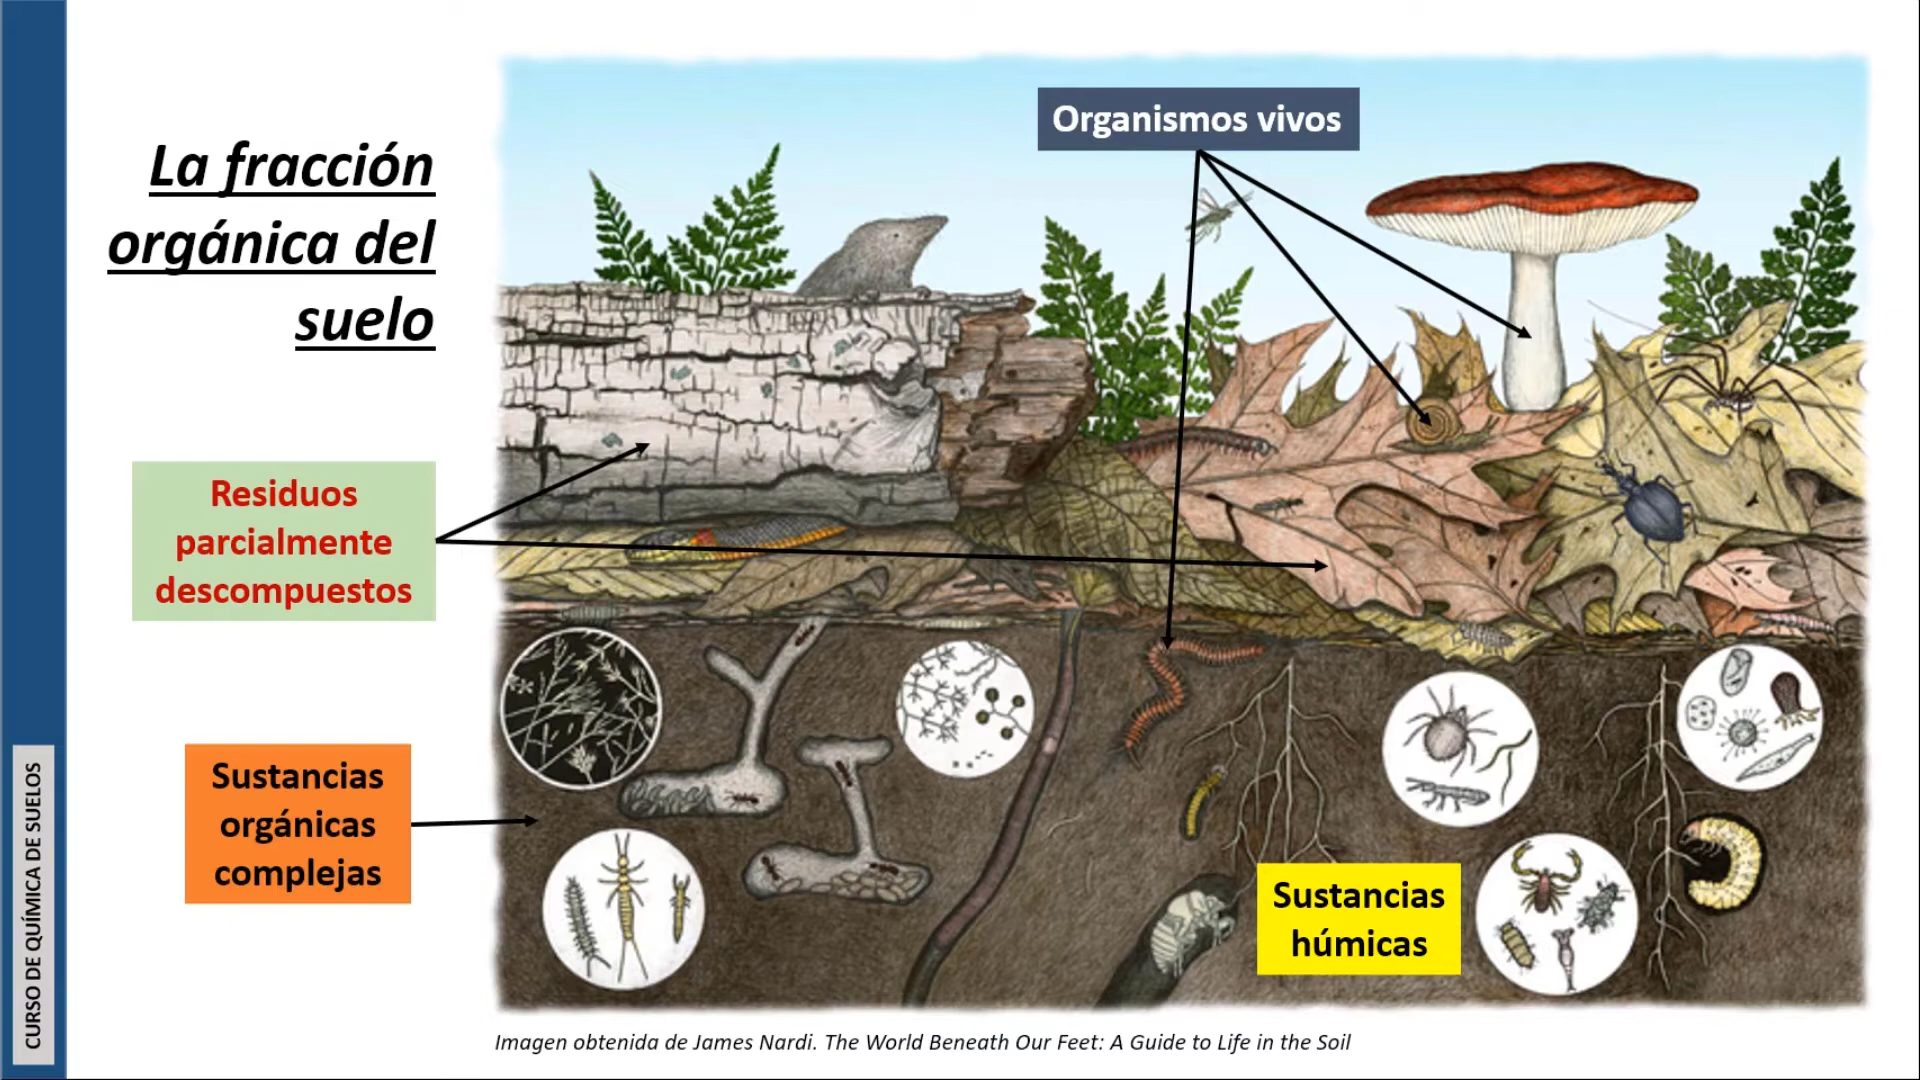 La fracción
orgánica del
suelo
Organismos vivos
Residuos
parcialmente
descompuestos
Sustancias
orgánicas
complejas
Sustancias
húmicas
CURSO DE QUÍMICA DE SUELOS
Imagen obtenida de James Nardi. The World Beneath Our Feet: A Guide to Life in the Soil